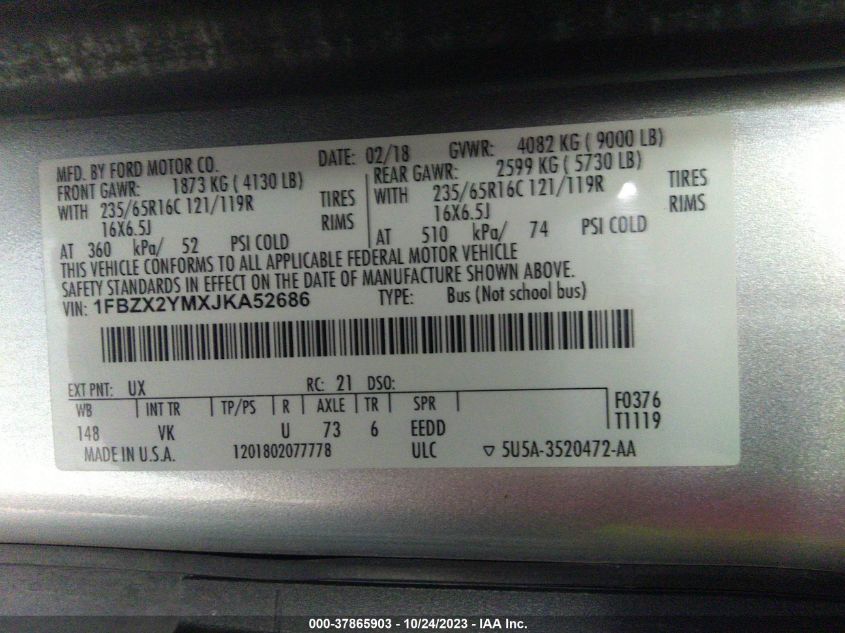 MFD. BY FORD MOTOR CO. DATE: 02/18 GVWR: 4082 KG ( 9000 LB)
FRONT GAWR: 1873 KG ( 4130 LB) REAR GAWR: 2599 KG ( 5730 LB)
WITH 235/65R16C 121/119R TIRES WITH 235/65R16C 121/119R TIRES
16X6.5J RIMS 16X6.5J RIMS
AT 360 kPa/ 52 PSI COLD AT 510 kPa/ 74 PSI COLD
THIS VEHICLE CONFORMS TO ALL APPLICABLE FEDERAL MOTOR VEHICLE
SAFETY STANDARDS IN EFFECT ON THE DATE OF MANUFACTURE SHOWN ABOVE.
VIN: 1FBZX2YMXJKA52686 TYPE: Bus (Not school bus)
EXT PNT: UX RC: 21 DSO:
WB INT TR TP/PS R AXLE TR SPR F0376
148 VK U 73 6 EEDD T1119
MADE IN U.S.A. 1201802077778 ULC ▽ 5U5A-3520472-AA
000-37865903 - 10/24/2023 - IAA Inc.